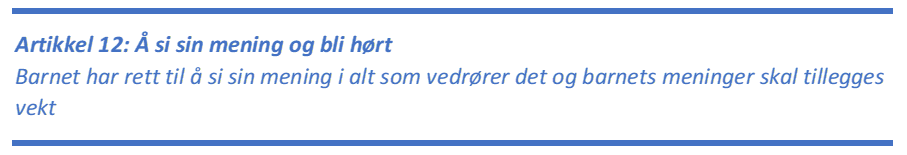 Artikkel 12: Å si sin mening og bli hørt
Barnet har rett til å si sin mening i alt som vedrører det og barnets meninger skal tillegges
vekt